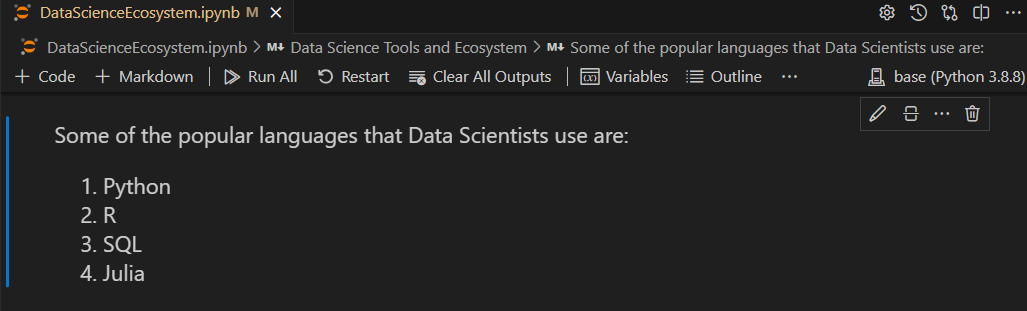 DataScienceEcosystem.ipynb M
DataScienceEcosystem.ipynb > M↓ Data Science Tools and Ecosystem > M↓ Some of the popular languages that Data Scientists use are:
+ Code + Markdown | Run All Restart Clear All Outputs | Variables Outline ... base (Python 3.8.8)
Some of the popular languages that Data Scientists use are:
1. Python
2. R
3. SQL
4. Julia